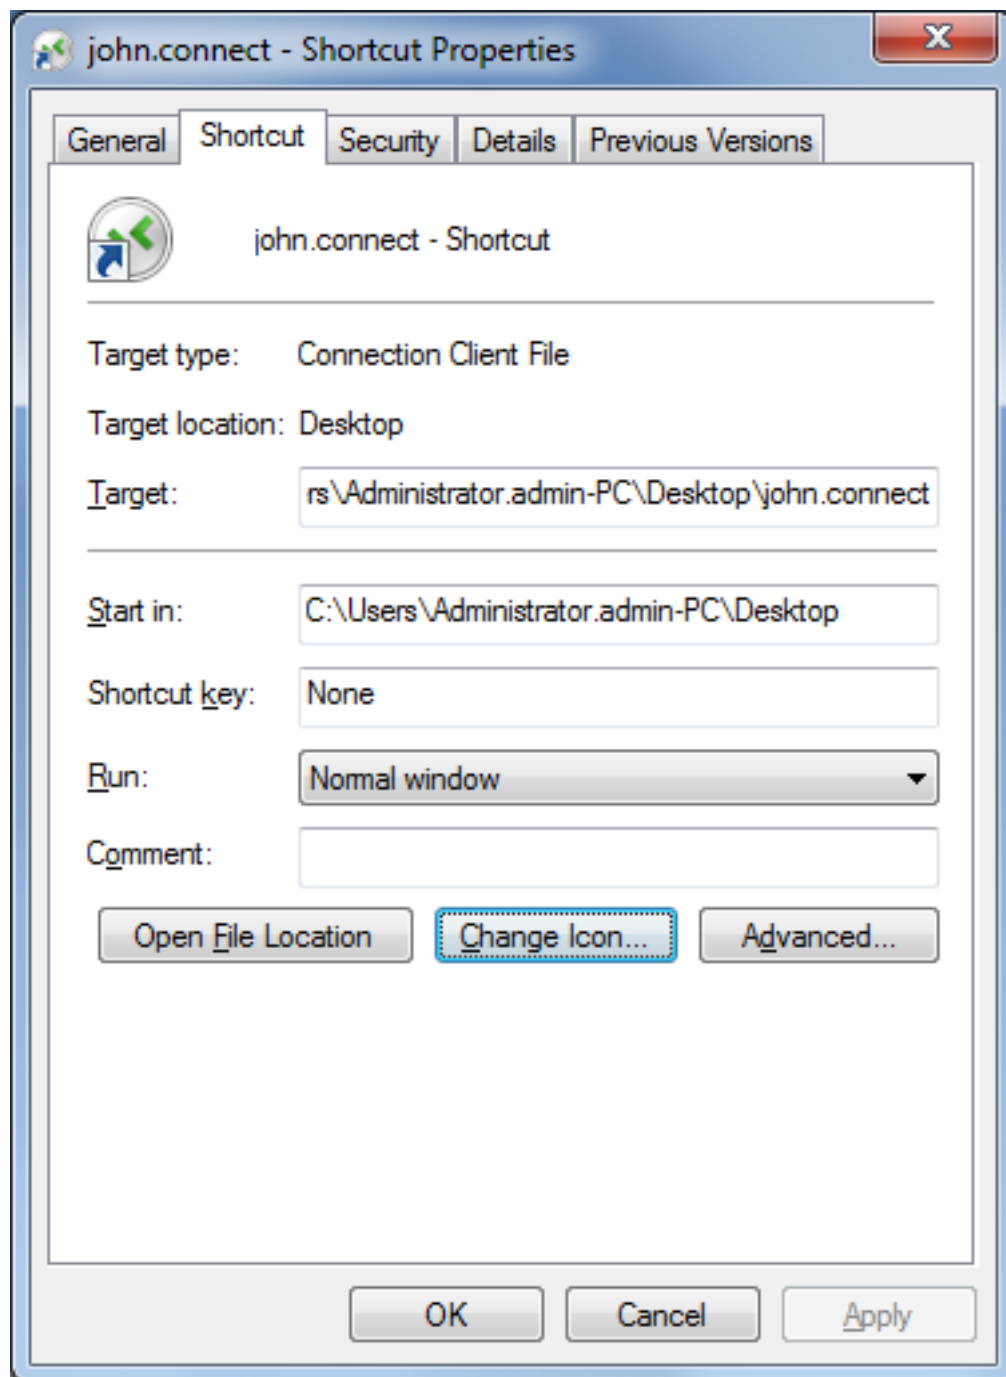 john.connect - Shortcut Properties
General Shortcut Security Details Previous Versions
john.connect - Shortcut
Target type: Connection Client File
Target location: Desktop
Target: rs\Administrator.admin-PC\Desktop\john.connect
Start in: C:\Users\Administrator.admin-PC\Desktop
Shortcut key: None
Run: Normal window
Comment:
Open File Location Change Icon... Advanced...
OK Cancel Apply